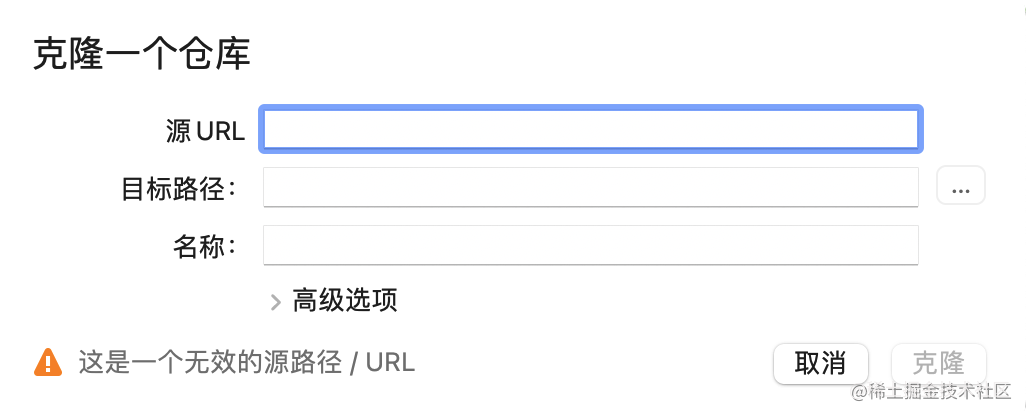 克隆一个仓库
源 URL
目标路径：
...
名称：
高级选项
这是一个无效的源路径 / URL
取消
克隆
@稀土掘金技术社区